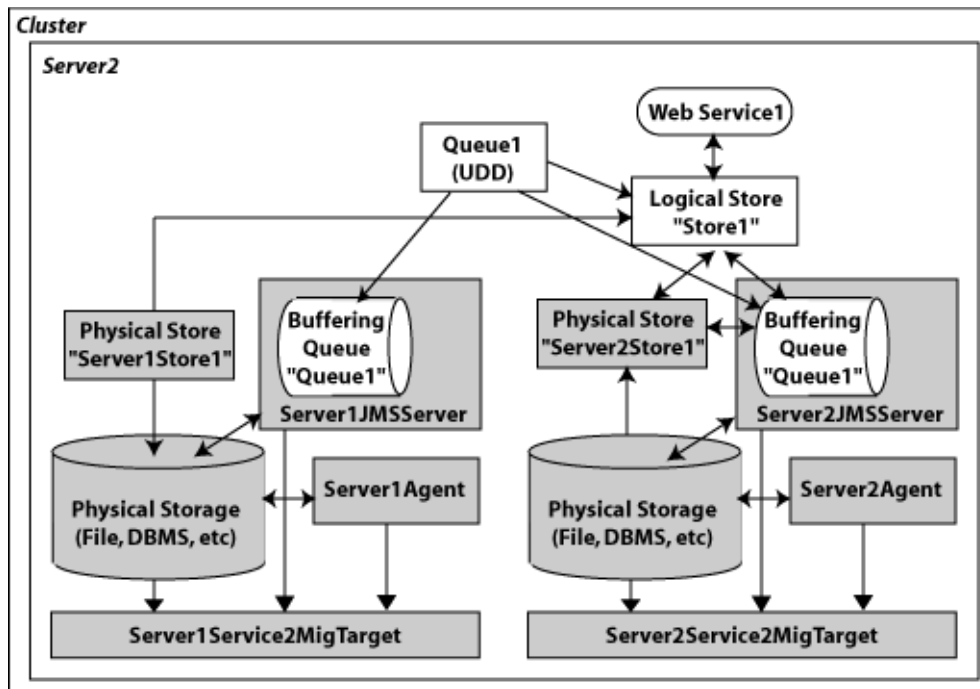 Cluster
Server2
Web Service1
Queue1
(UDD)
Logical Store
"Store1"
Physical Store
"Server1Store1"
Buffering
Queue
"Queue1"
Server1JMSServer
Physical Store
"Server2Store1"
Buffering
Queue
"Queue1"
Server2JMSServer
Physical Storage
(File, DBMS, etc)
Server1Agent
Physical Storage
(File, DBMS, etc)
Server2Agent
Server1Service2MigTarget
Server2Service2MigTarget